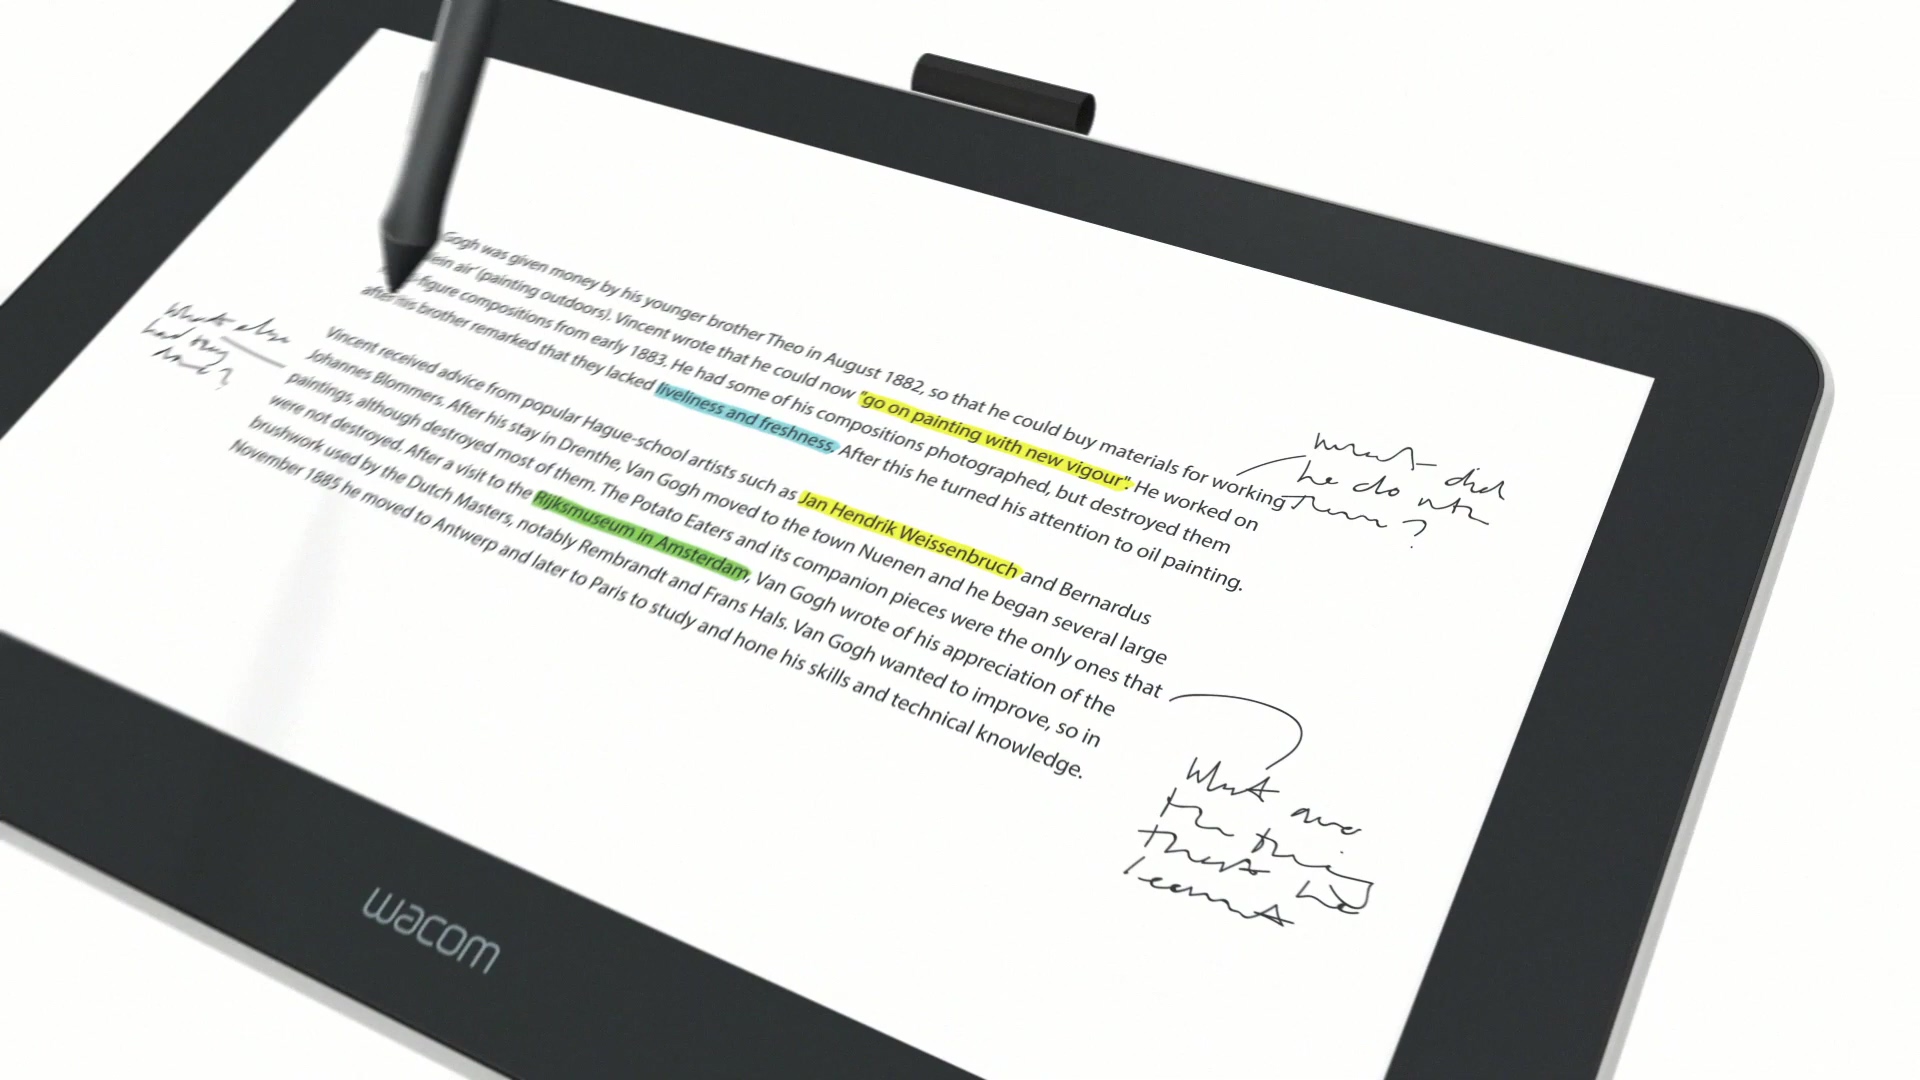 Gogh was given money by his younger brother Theo in August 1882, so that he could buy materials for working
air' (painting outdoors). Vincent wrote that he could now "go on painting with new vigour". He worked on
figure compositions from early 1883. He had some of his compositions photographed, but destroyed them
after his brother remarked that they lacked liveliness and freshness. After this he turned his attention to oil painting.
Vincent received advice from popular Hague-school artists such as Jan Hendrik Weissenbruch and Bernardus
Johannes Blommers. After his stay in Drenthe, Van Gogh moved to the town Nuenen and he began several large
paintings, although destroyed most of them. The Potato Eaters and its companion pieces were the only ones that
were not destroyed. After a visit to the Rijksmuseum in Amsterdam, Van Gogh wrote of his appreciation of the
brushwork used by the Dutch Masters, notably Rembrandt and Frans Hals. Van Gogh wanted to improve, so in
November 1885 he moved to Antwerp and later to Paris to study and hone his skills and technical knowledge.
what did
he do with
them?
What are
the things
that he
learnt
wacom